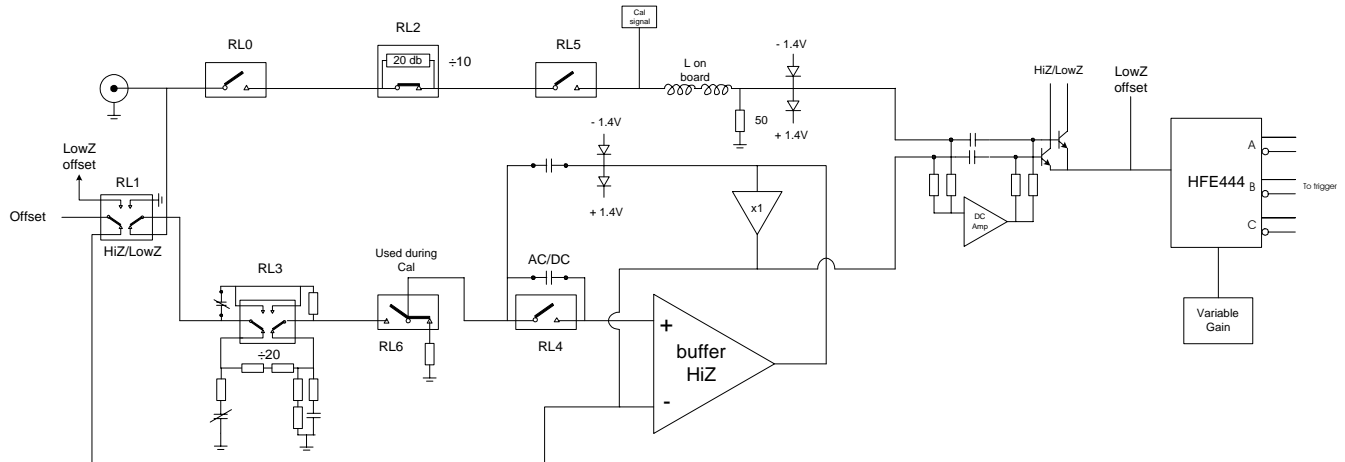 Cal
signal
RL0
RL2
20 db
÷10
RL5
L on
board
- 1.4V
50
+ 1.4V
HiZ/LowZ
LowZ
offset
LowZ
offset
RL1
Offset
HiZ/LowZ
- 1.4V
+ 1.4V
x1
DC
Amp
HFE444
A
B
C
To trigger
Variable
Gain
RL3
÷20
Used during
Cal
RL6
AC/DC
RL4
+
buffer
HiZ
-